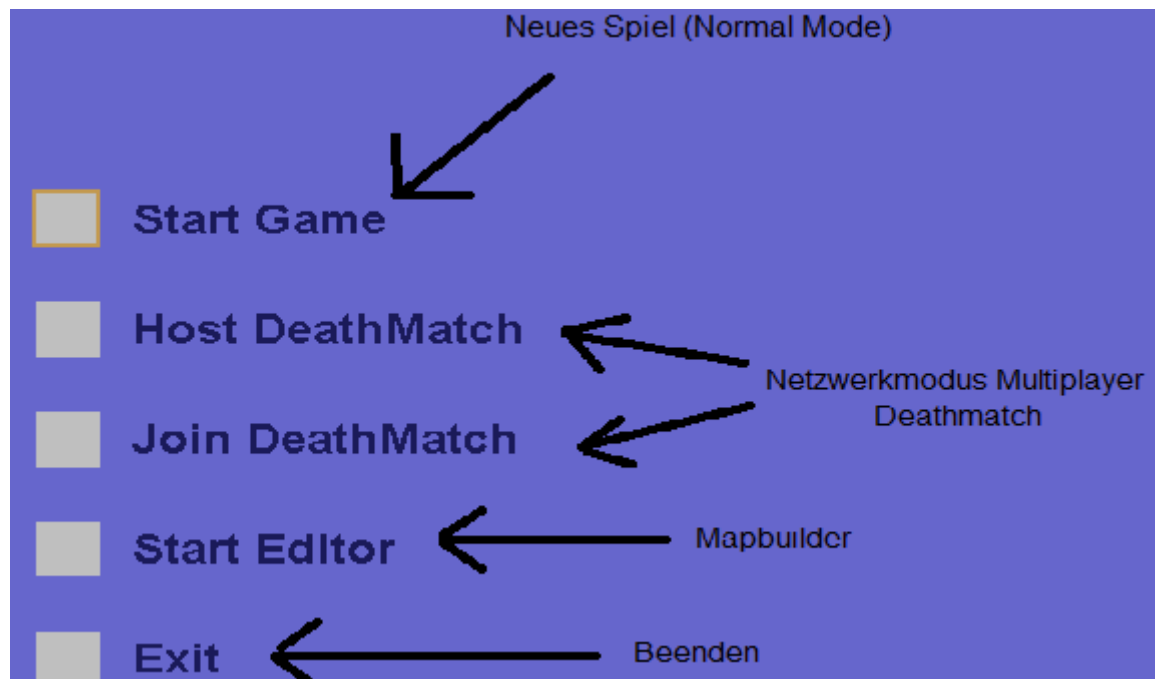 Neues Spiel (Normal Mode)
Start Game
Host DeathMatch
Netzwerkmodus Multiplayer
Deathmatch
Join DeathMatch
Start Editor
Mapbuilder
Exit
Beenden